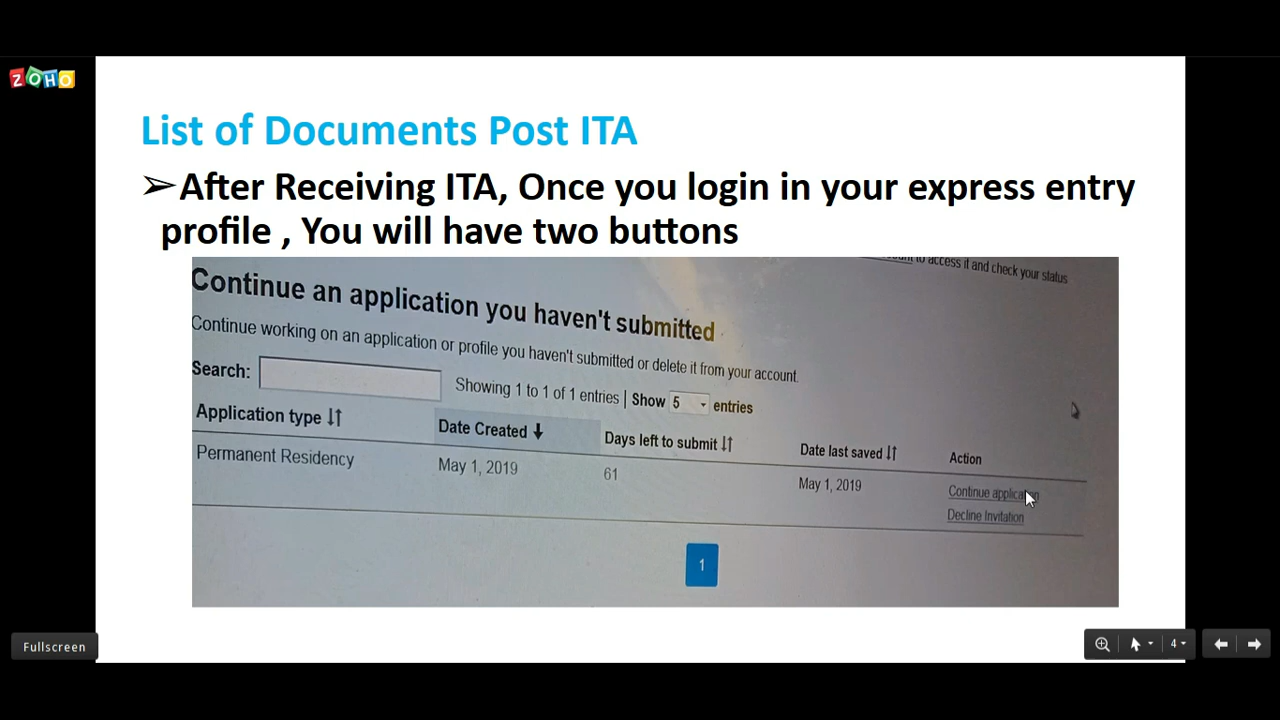 ZOHO
List of Documents Post ITA
➢After Receiving ITA, Once you login in your express entry
profile , You will have two buttons
to access it and check your status
Continue an application you haven't submitted
Continue working on an application or profile you haven't submitted or delete it from your account.
Search: Showing 1 to 1 of 1 entries | Show 5 entries
Application type Date Created Days left to submit Date last saved Action
Permanent Residency May 1, 2019 61 May 1, 2019 Continue application
Decline Invitation
1
Fullscreen
4